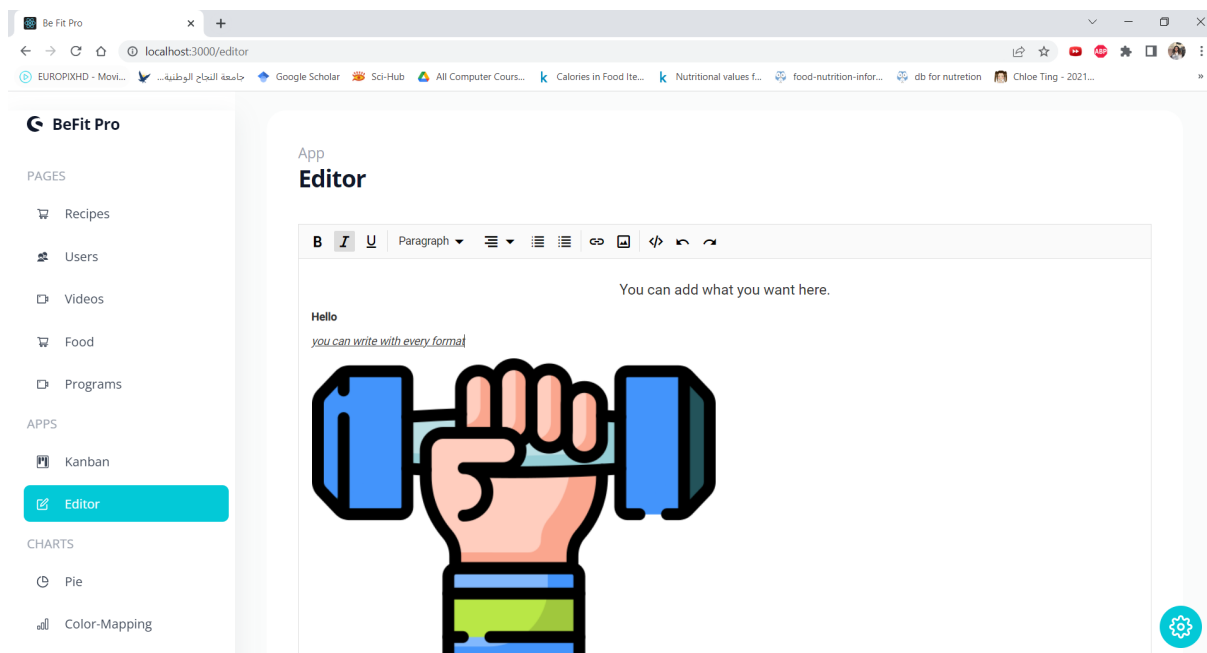 Be Fit Pro
localhost:3000/editor
ABP
EUROPIXHD - Movi...
جامعة النجاح الوطنية...
Google Scholar
Sci-Hub
All Computer Cours...
Calories in Food Ite...
Nutritional values f...
food-nutrition-infor...
db for nutretion
Chloe Ting - 2021...
BeFit Pro
PAGES
Recipes
Users
Videos
Food
Programs
APPS
Kanban
Editor
CHARTS
Pie
Color-Mapping
App
Editor
B I U Paragraph
You can add what you want here.
Hello
you can write with every format